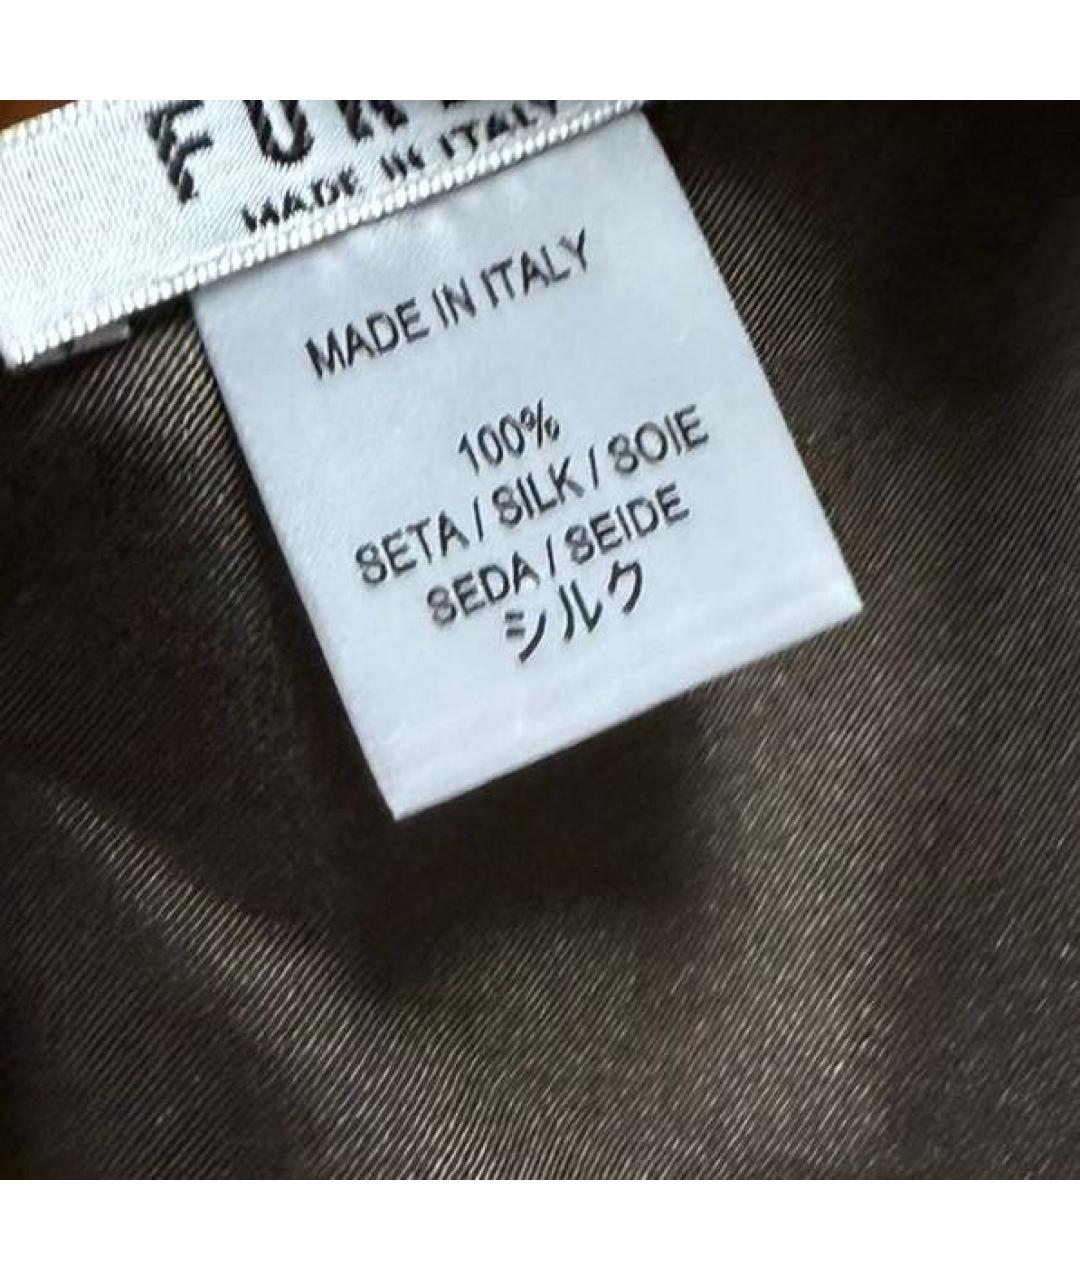 MADE IN ITALY
MADE IN ITALY
100%
SETA / SILK / SOIE
SEDA / SEIDE
シルク